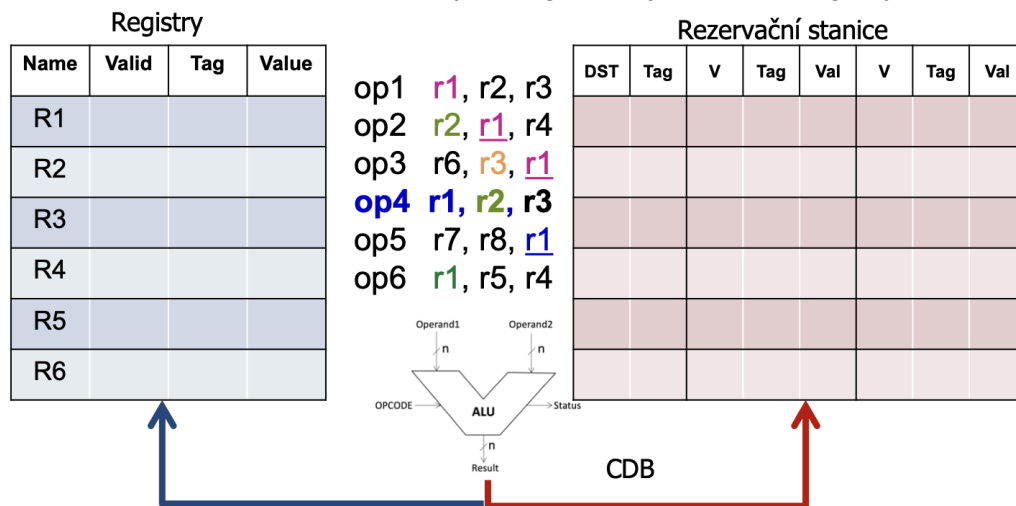 Registry
Name Valid Tag Value
R1
R2
R3
R4
R5
R6
op1 r1, r2, r3
op2 r2, r1, r4
op3 r6, r3, r1
op4 r1, r2, r3
op5 r7, r8, r1
op6 r1, r5, r4
Rezervační stanice
DST Tag V Tag Val V Tag Val
Operand1 Operand2
n n
OPCODE ALU Status
n
Result
CDB